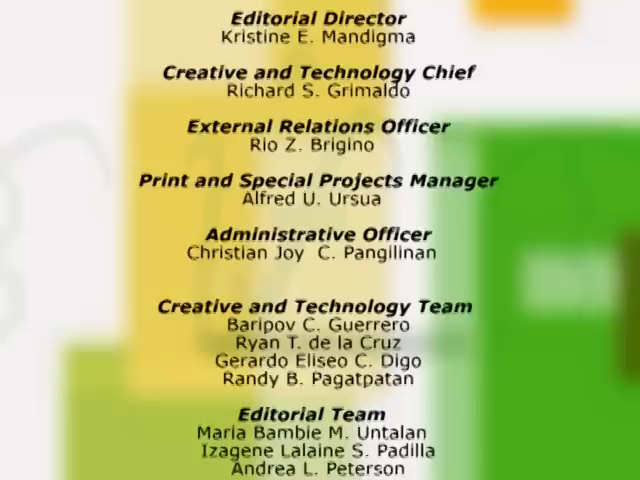 Editorial Director
Kristine E. Mandigma
Creative and Technology Chief
Richard S. Grimaldo
External Relations Officer
Rio Z. Brigino
Print and Special Projects Manager
Alfred U. Ursua
Administrative Officer
Christian Joy C. Pangilinan
Creative and Technology Team
Baripov C. Guerrero
Ryan T. de la Cruz
Gerardo Eliseo C. Digo
Randy B. Pagatpatan
Editorial Team
Maria Bambie M. Untalan
Izagene Lalaine S. Padilla
Andrea L. Peterson